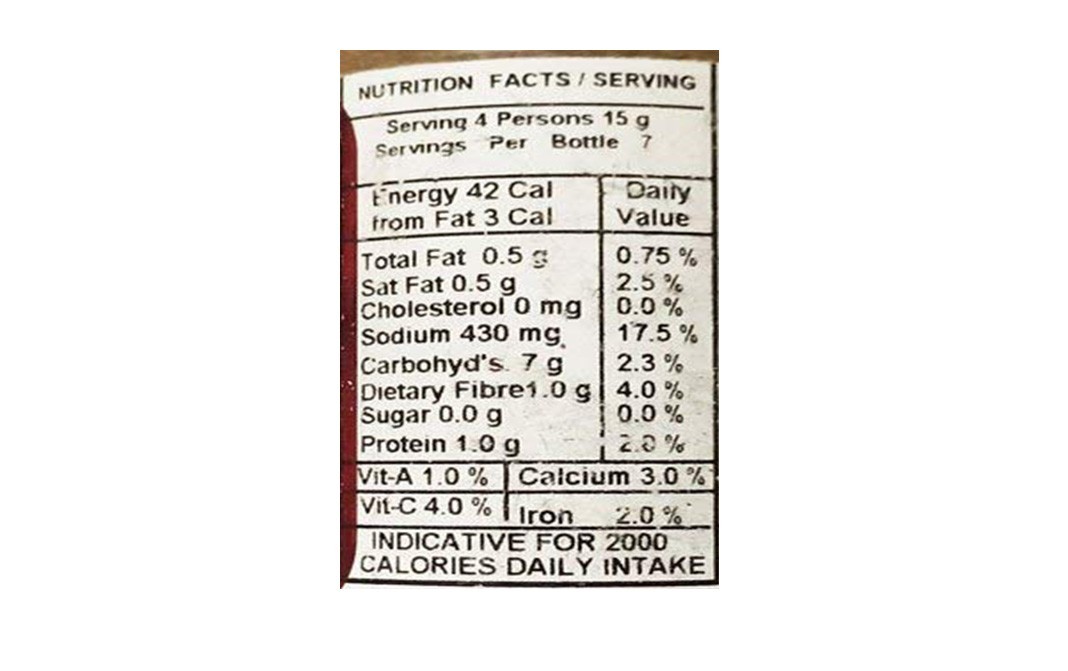 NUTRITION FACTS / SERVING
Serving 4 Persons 15 g
Servings Per Bottle 7
Energy 42 Cal
from Fat 3 Cal
Daily
Value
Total Fat 0.5 g 0.75 %
Sat Fat 0.5 g 2.5 %
Cholesterol 0 mg 0.0 %
Sodium 430 mg. 17.5 %
Carbohyd's. 7 g 2.3 %
Dietary Fibre1.0 g 4.0 %
Sugar 0.0 g 0.0 %
Protein 1.0 g 2.0 %
Vit-A 1.0 % Calcium 3.0 %
Vit-C 4.0 % Iron 2.0 %
INDICATIVE FOR 2000
CALORIES DAILY INTAKE